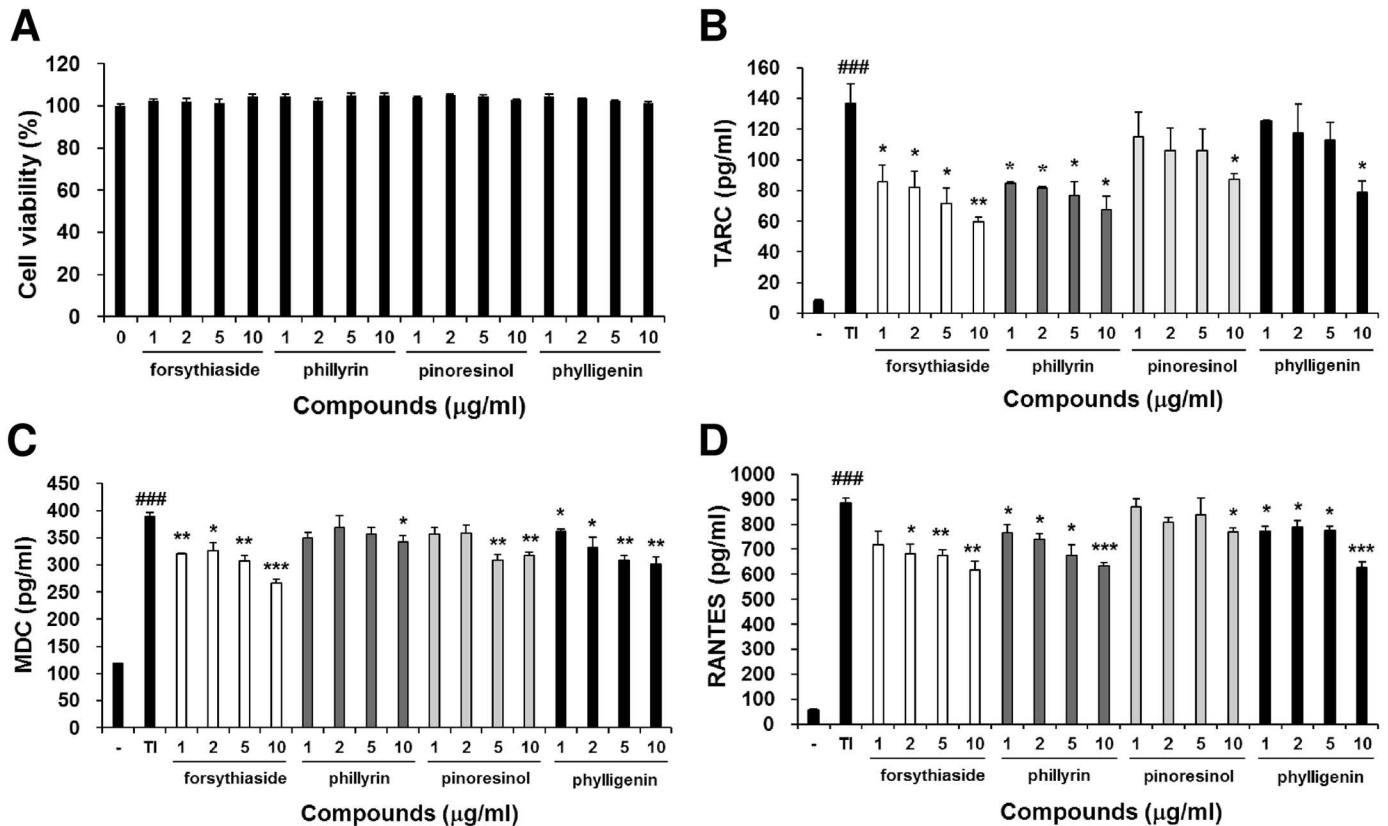 A
120
100
80
60
40
20
0
Cell viability (%)
0 1 2 5 10 1 2 5 10 1 2 5 10 1 2 5 10
forsythiaside phillyrin pinoresinol phylligenin
Compounds (μg/ml)
B
160
140
120
100
80
60
40
20
0
TARC (pg/ml)
###
* * * ** * * * * * *
- TI 1 2 5 10 1 2 5 10 1 2 5 10 1 2 5 10
forsythiaside phillyrin pinoresinol phylligenin
Compounds (μg/ml)
C
450
400
350
300
250
200
150
100
50
0
MDC (pg/ml)
###
** * ** *** * ** ** * * ** **
- TI 1 2 5 10 1 2 5 10 1 2 5 10 1 2 5 10
forsythiaside phillyrin pinoresinol phylligenin
Compounds (μg/ml)
D
1000
900
800
700
600
500
400
300
200
100
0
RANTES (pg/ml)
###
* ** ** * * * *** * * * * ***
- TI 1 2 5 10 1 2 5 10 1 2 5 10 1 2 5 10
forsythiaside phillyrin pinoresinol phylligenin
Compounds (μg/ml)